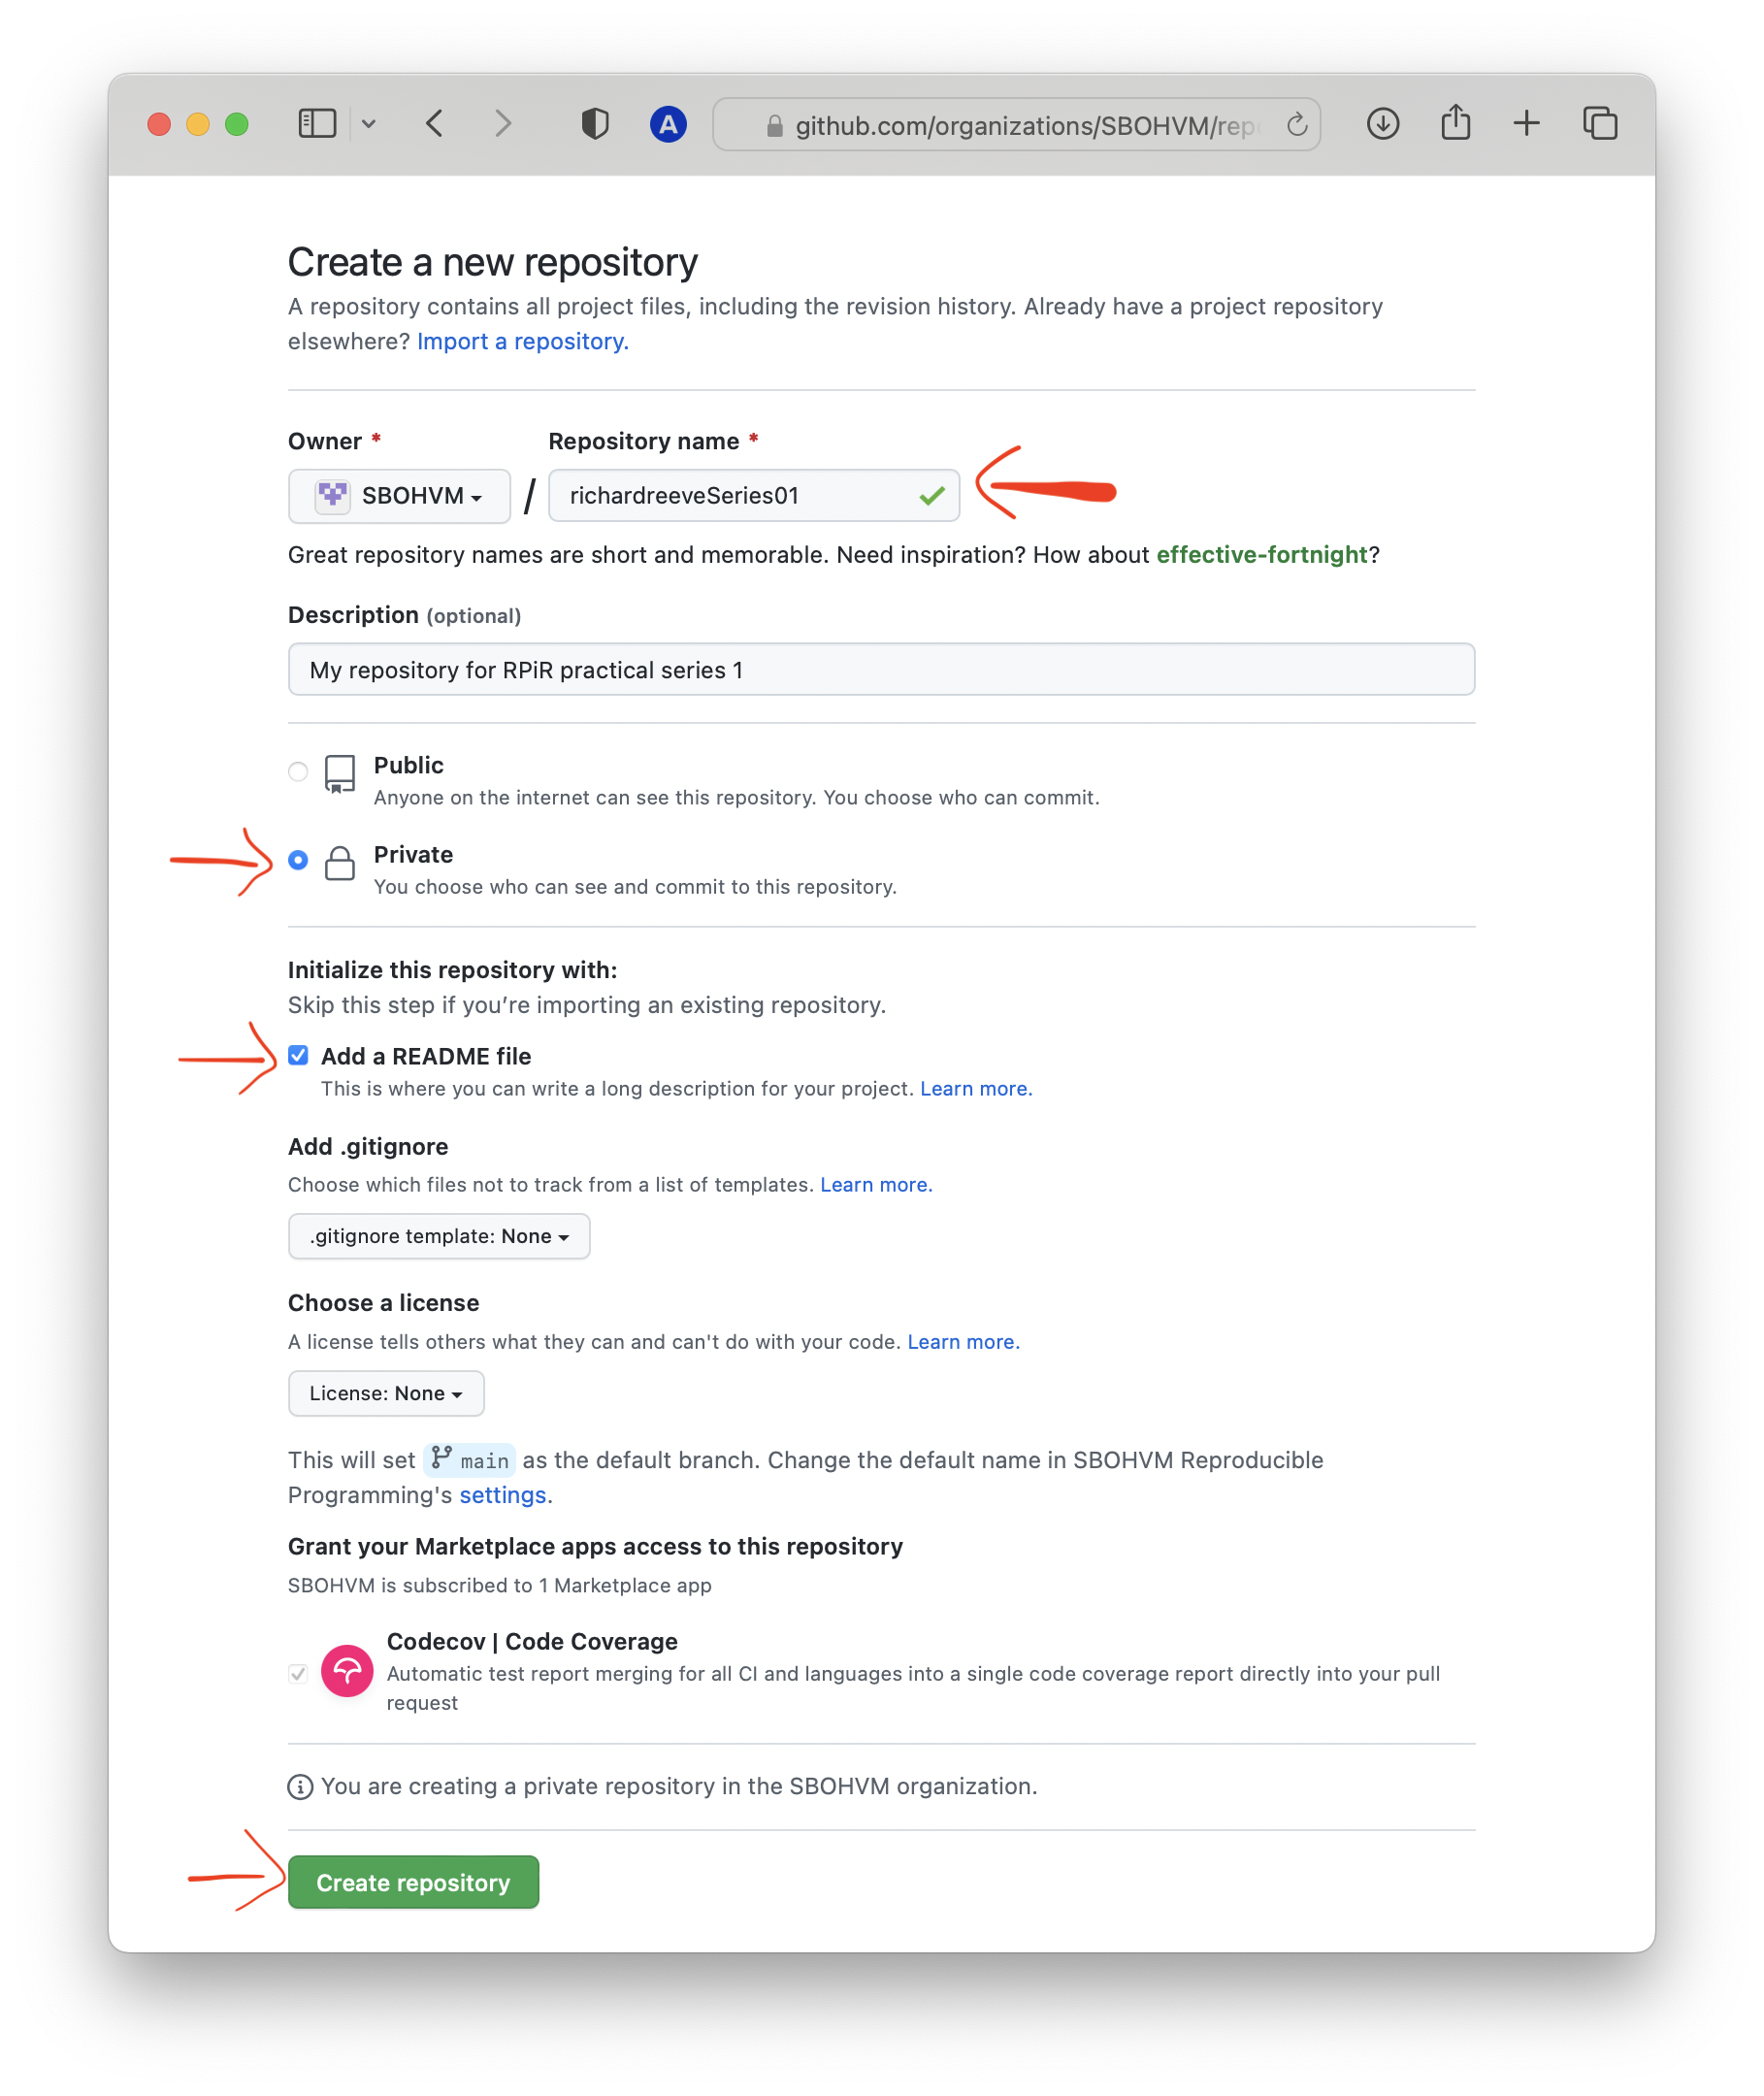 A
github.com/organizations/SBOHVM/repo
Create a new repository
A repository contains all project files, including the revision history. Already have a project repository
elsewhere? Import a repository.
Owner *
Repository name *
SBOHVM
/
richardreeveSeries01
Great repository names are short and memorable. Need inspiration? How about effective-fortnight?
Description (optional)
My repository for RPiR practical series 1
Public
Anyone on the internet can see this repository. You choose who can commit.
Private
You choose who can see and commit to this repository.
Initialize this repository with:
Skip this step if you’re importing an existing repository.
Add a README file
This is where you can write a long description for your project. Learn more.
Add .gitignore
Choose which files not to track from a list of templates. Learn more.
.gitignore template: None
Choose a license
A license tells others what they can and can't do with your code. Learn more.
License: None
This will set main as the default branch. Change the default name in SBOHVM Reproducible
Programming's settings.
Grant your Marketplace apps access to this repository
SBOHVM is subscribed to 1 Marketplace app
Codecov | Code Coverage
Automatic test report merging for all CI and languages into a single code coverage report directly into your pull
request
You are creating a private repository in the SBOHVM organization.
Create repository